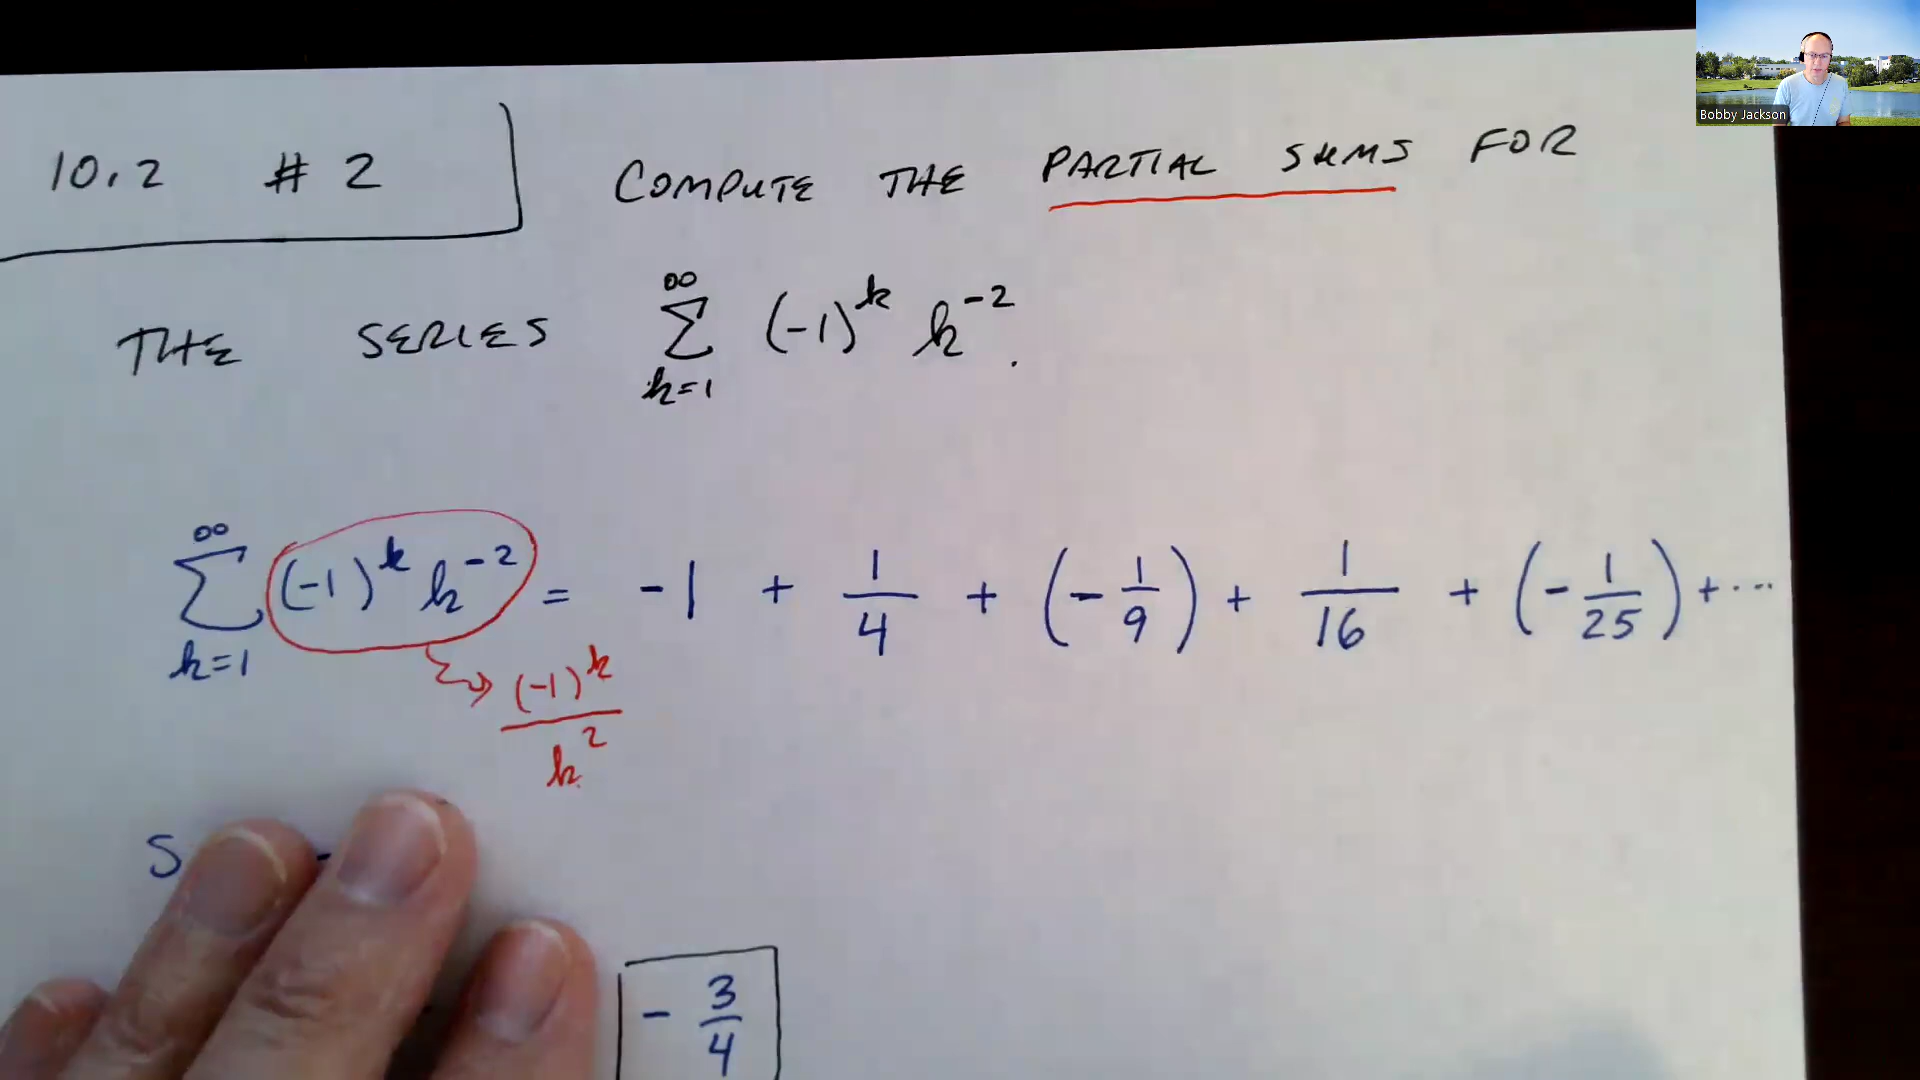 Bobby Jackson
10.2 # 2
COMPUTE THE PARTIAL SUMS FOR
THE SERIES ∑_{k=1}^{∞} (-1)^k k^{-2}.
∑_{k=1}^{∞} (-1)^k k^{-2} = -1 + 1/4 + (-1/9) + 1/16 + (-1/25) + ...
(-1)^k / k^2
S -
-3/4